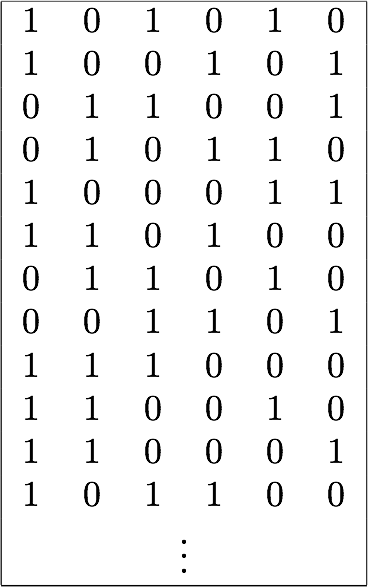 1 0 1 0 1 0
1 0 0 1 0 1
0 1 1 0 0 1
0 1 0 1 1 0
1 0 0 0 1 1
1 1 0 1 0 0
0 1 1 0 1 0
0 0 1 1 0 1
1 1 1 0 0 0
1 1 0 0 1 0
1 1 0 0 0 1
1 0 1 1 0 0
⋮